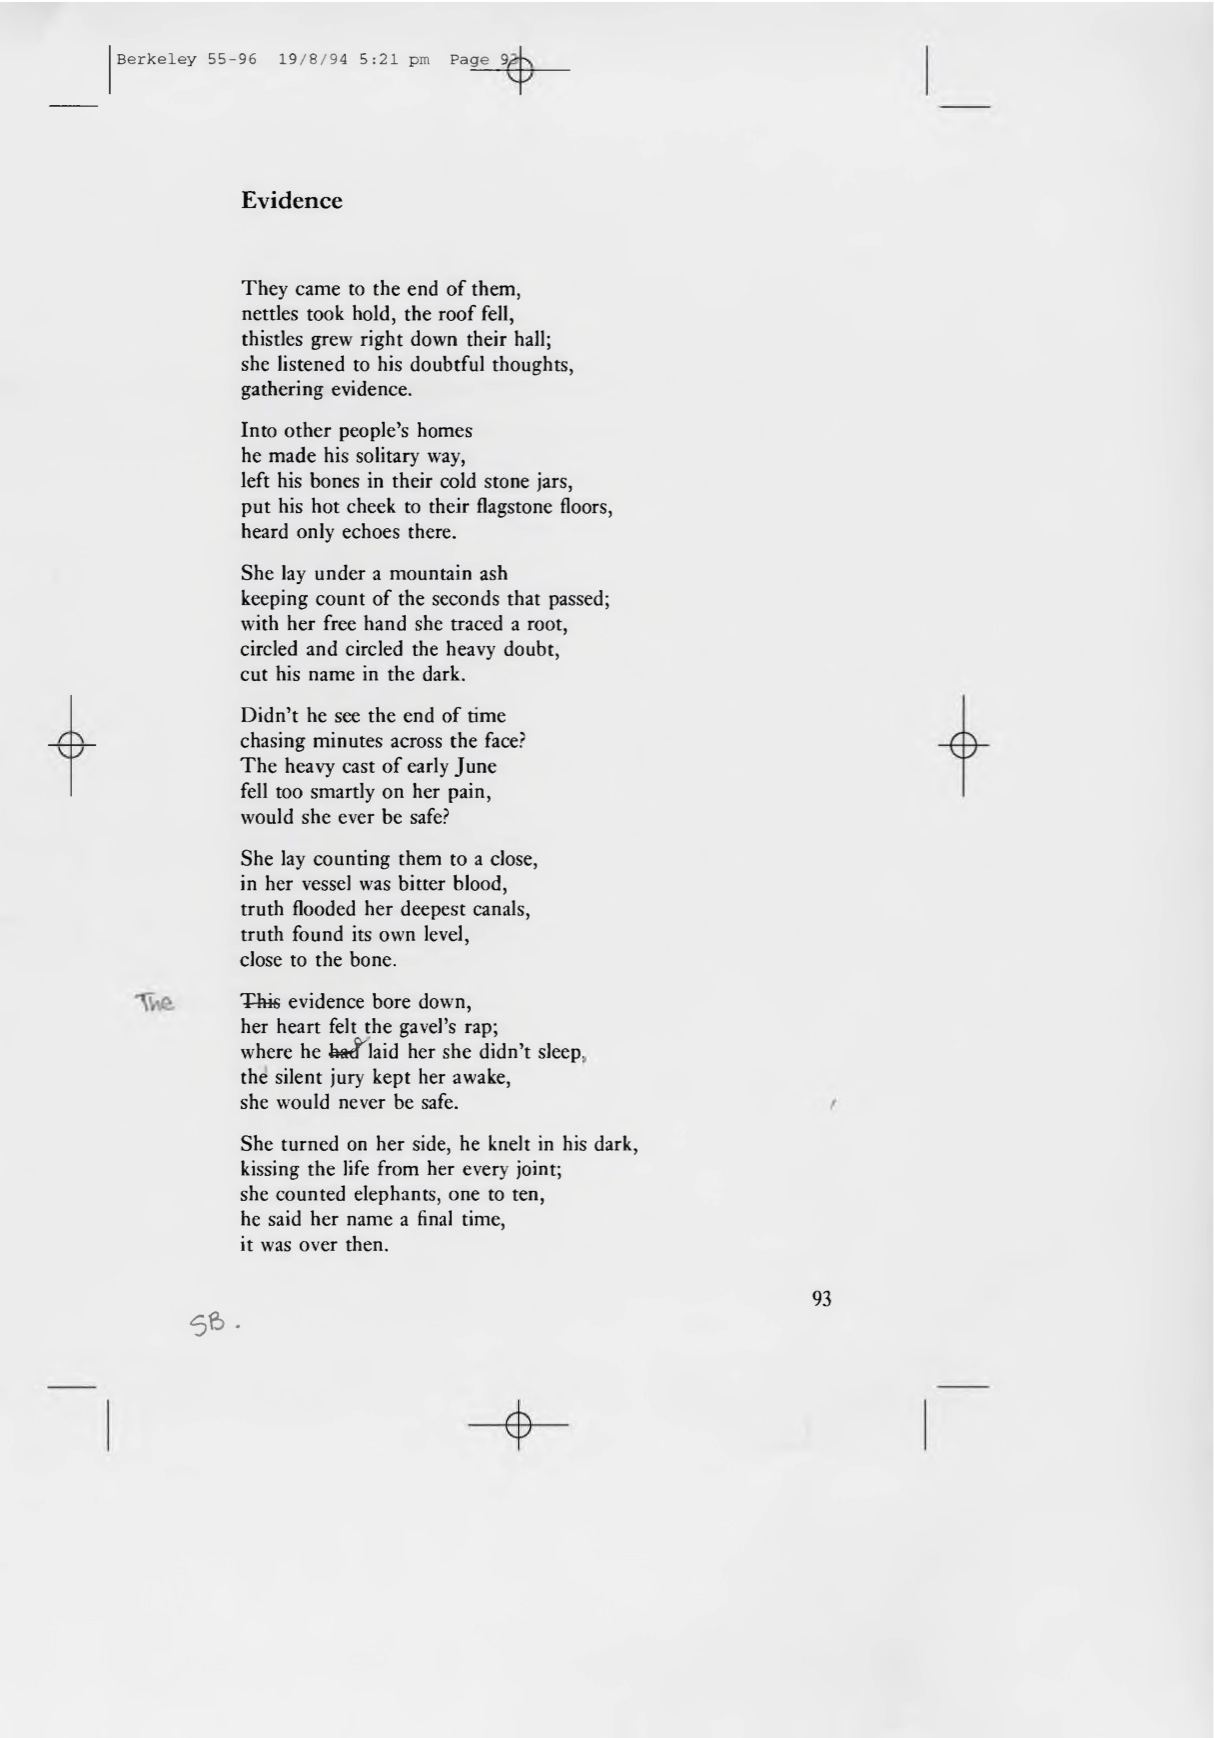 Berkeley 55-96 19/8/94 5:21 pm Page 93
Evidence
They came to the end of them,
nettles took hold, the roof fell,
thistles grew right down their hall;
she listened to his doubtful thoughts,
gathering evidence.
Into other people's homes
he made his solitary way,
left his bones in their cold stone jars,
put his hot cheek to their flagstone floors,
heard only echoes there.
She lay under a mountain ash
keeping count of the seconds that passed;
with her free hand she traced a root,
circled and circled the heavy doubt,
cut his name in the dark.
Didn't he see the end of time
chasing minutes across the face?
The heavy cast of early June
fell too smartly on her pain,
would she ever be safe?
She lay counting them to a close,
in her vessel was bitter blood,
truth flooded her deepest canals,
truth found its own level,
close to the bone.
The This evidence bore down,
her heart felt the gavel's rap;
where he had laid her she didn't sleep,
the silent jury kept her awake,
she would never be safe.
She turned on her side, he knelt in his dark,
kissing the life from her every joint;
she counted elephants, one to ten,
he said her name a final time,
it was over then.
93
SB.